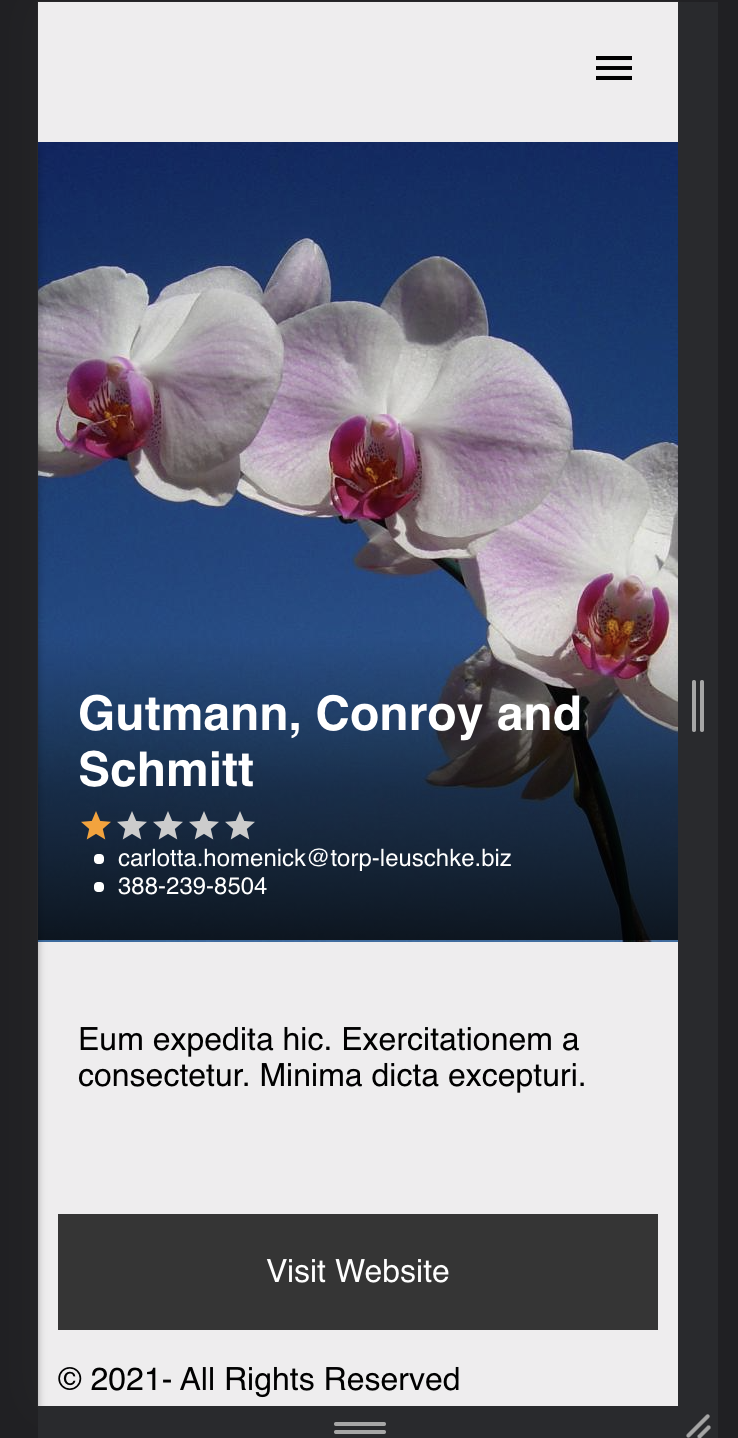 Gutmann, Conroy and
Schmitt
carlotta.homenick@torp-leuschke.biz
388-239-8504
Eum expedita hic. Exercitationem a
consectetur. Minima dicta excepturi.
Visit Website
© 2021- All Rights Reserved